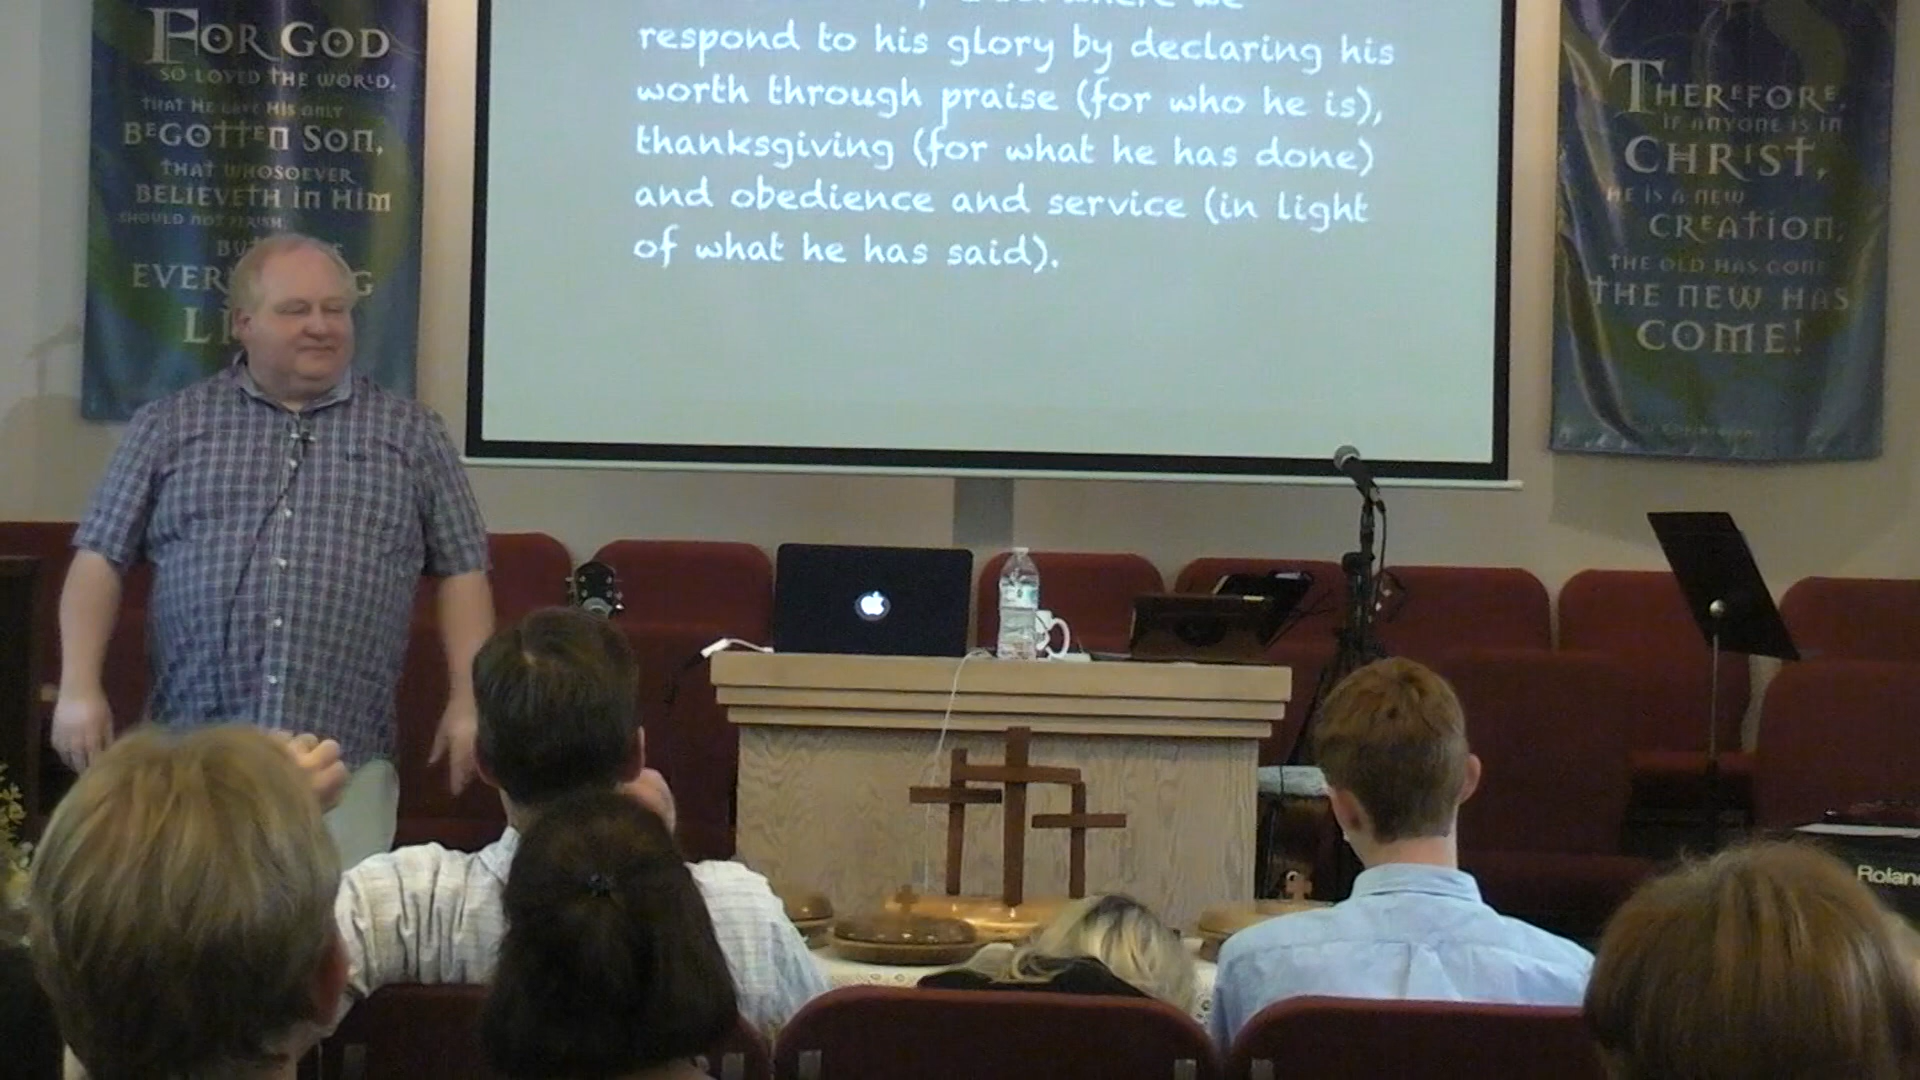 FOR GOD
SO LOVED THE WORLD,
THAT HE GAVE HIS ONLY
BEGOTTEN SON,
THAT WHOSOEVER
BELIEVETH IN HIM
SHOULD NOT PERISH
respond to his glory by declaring his
worth through praise (for who he is),
thanksgiving (for what he has done)
and obedience and service (in light
of what he has said).
THEREFORE,
IF ANYONE IS IN
CHRIST,
HE IS A NEW
CREATION;
THE OLD HAS GONE
THE NEW HAS
COME!
Roland